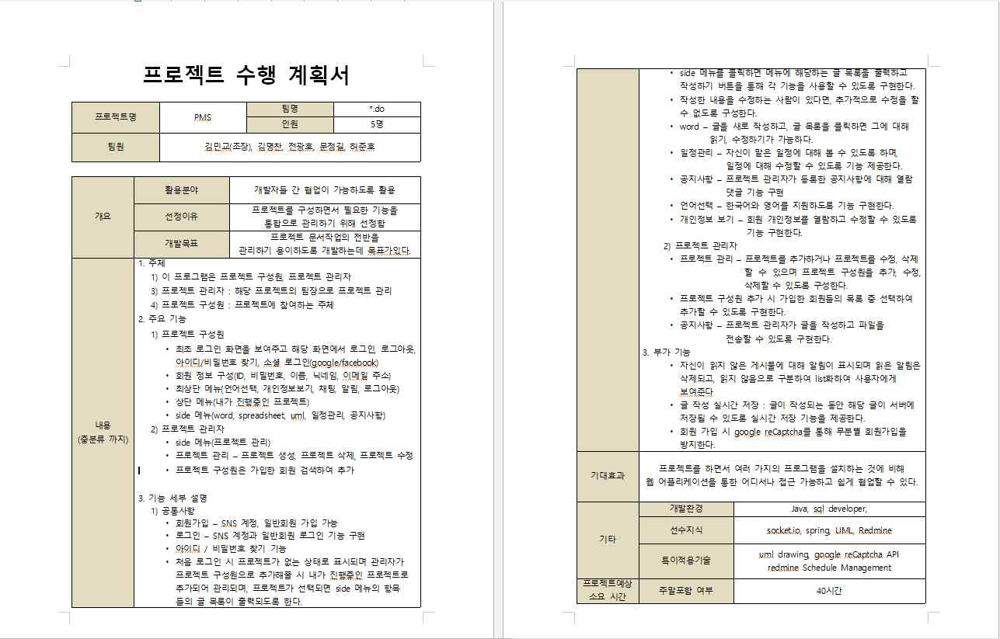 프로젝트 수행 계획서
프로젝트명
PMS
팀명
*.do
인원
5명
팀원
김민교(조장), 김명찬, 전광호, 문정길, 허준호
개요
활용분야
개발자들 간 협업이 가능하도록 활용
선정이유
프로젝트를 구성하면서 필요한 기능을
통합으로 관리하기 위해 선정함
개발목표
프로젝트 문서작업의 전반을
관리하기 용이하도록 개발하는데 목표가있다.
내용
(중분류 까지)
1. 주체
1) 이 프로그램은 프로젝트 구성원, 프로젝트 관리자
3) 프로젝트 관리자 : 해당 프로젝트의 팀장으로 프로젝트 관리
4) 프로젝트 구성원 : 프로젝트에 참여하는 주체
2. 주요 기능
1) 프로젝트 구성원
• 최초 로그인 화면을 보여주고 해당 화면에서 로그인, 로그아웃,
아이디/비밀번호 찾기, 소셜 로그인(google/facebook)
• 회원 정보 구성(ID, 비밀번호, 이름, 닉네임, 이메일 주소)
• 최상단 메뉴(언어선택, 개인정보보기, 채팅, 알림, 로그아웃)
• 상단 메뉴(내가 진행중인 프로젝트)
• side 메뉴(word, spreadsheet, uml, 일정관리, 공지사항)
2) 프로젝트 관리자
• side 메뉴(프로젝트 관리)
• 프로젝트 관리 – 프로젝트 생성, 프로젝트 삭제, 프로젝트 수정
• 프로젝트 구성원은 가입한 회원 검색하여 추가
3. 기능 세부 설명
1) 공통사항
• 회원가입 – SNS 계정, 일반회원 가입 가능
• 로그인 – SNS 계정과 일반회원 로그인 기능 구현
• 아이디 / 비밀번호 찾기 기능
• 처음 로그인 시 프로젝트가 없는 상태로 표시되며 관리자가
프로젝트 구성원으로 추가해줄 시 내가 진행중인 프로젝트로
추가되어 관리되며, 프로젝트가 선택되면 side 메뉴의 항목
들의 글 목록이 출력되도록 한다.
• side 메뉴를 클릭하면 메뉴에 해당하는 글 목록을 출력하고
작성하기 버튼을 통해 각 기능을 사용할 수 있도록 구현한다.
• 작성한 내용을 수정하는 사람이 있다면, 추가적으로 수정을 할
수 없도록 구성한다.
• word – 글을 새로 작성하고, 글 목록을 클릭하면 그에 대해
읽기, 수정하기가 가능하다.
• 일정관리 – 자신이 맡은 일정에 대해 볼 수 있도록 하며,
일정에 대해 수정할 수 있도록 기능 제공한다.
• 공지사항 – 프로젝트 관리자가 등록한 공지사항에 대해 열람
댓글 기능 구현
• 언어선택 – 한국어와 영어를 지원하도록 기능 구현한다.
• 개인정보 보기 – 회원 개인정보를 열람하고 수정할 수 있도록
기능 구현한다.
2) 프로젝트 관리자
• 프로젝트 관리 – 프로젝트를 추가하거나 프로젝트를 수정, 삭제
할 수 있으며 프로젝트 구성원을 추가, 수정,
삭제할 수 있도록 구성한다.
• 프로젝트 구성원 추가 시 가입한 회원들의 목록 중 선택하여
추가할 수 있도록 구현한다.
• 공지사항 – 프로젝트 관리자가 글을 작성하고 파일을
전송할 수 있도록 구현한다.
3. 부가 기능
• 자신이 읽지 않은 게시물에 대해 알림이 표시되며 읽은 알림은
삭제되고, 읽지 않음으로 구분하여 list화하여 사용자에게
보여준다
• 글 작성 실시간 저장 : 글이 작성되는 동안 해당 글이 서버에
저장될 수 있도록 실시간 저장 기능을 제공한다.
• 회원 가입 시 google reCaptcha를 통해 무분별 회원가입을
방지한다.
기대효과
프로젝트를 하면서 여러 가지의 프로그램을 설치하는 것에 비해
웹 어플리케이션을 통한 어디서나 접근 가능하고 쉽게 협업할 수 있다.
기타
개발환경
Java, sql developer,
선수지식
socket.io, spring, UML, Redmine
특이적용기술
uml drawing, google reCaptcha API
redmine Schedule Management
프로젝트예상
소요 시간
주말포함 여부
40시간